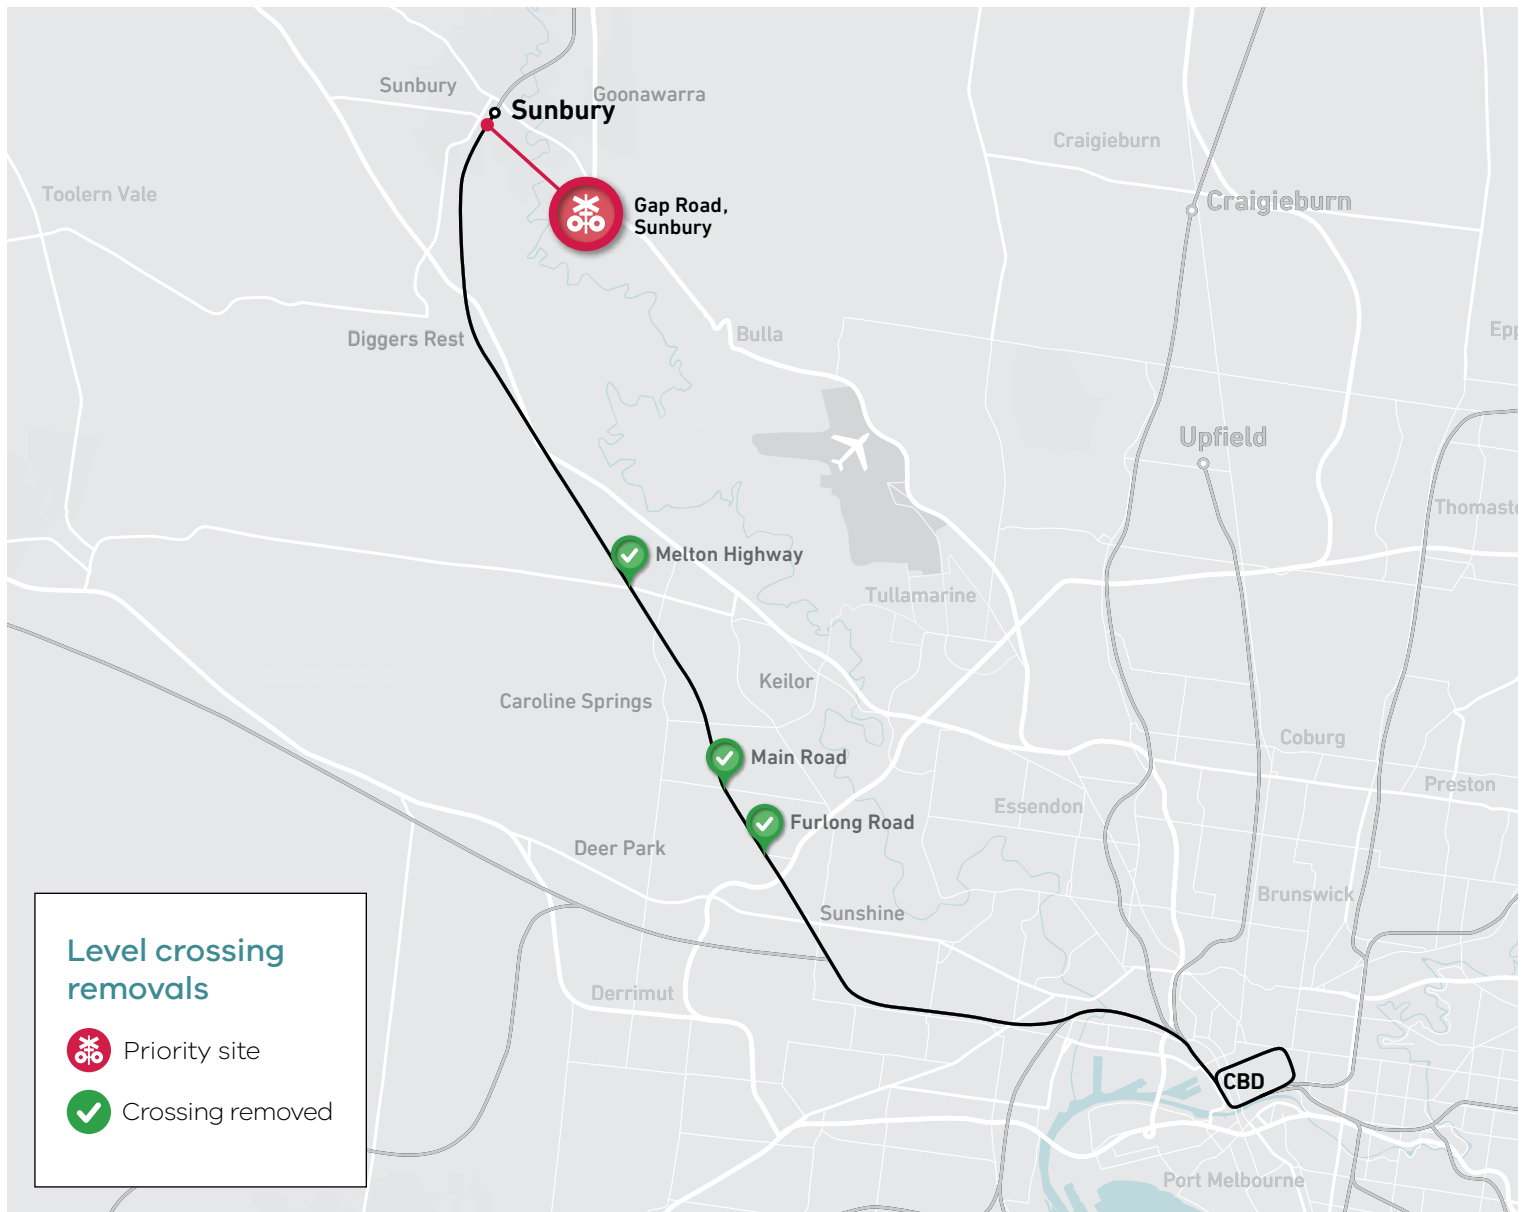 Sunbury
Goonawarra
Sunbury
Craigieburn
Toolern Vale
Craigieburn
Gap Road,
Sunbury
Diggers Rest
Bulla
Epp
Upfield
Thomast
Melton Highway
Tullamarine
Keilor
Caroline Springs
Coburg
Main Road
Preston
Essendon
Furlong Road
Deer Park
Brunswick
Sunshine
Level crossing
removals
Derrimut
Priority site
CBD
Crossing removed
Port Melbourne